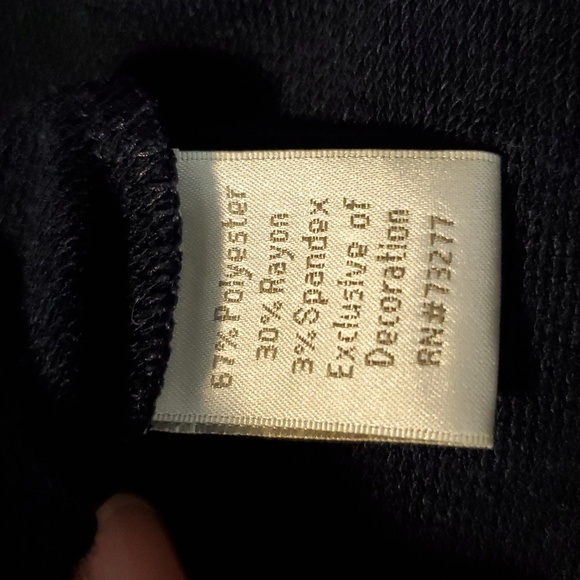 67% Polyester
30% Rayon
3% Spandex
Exclusive of
Decoration
RN# 73277